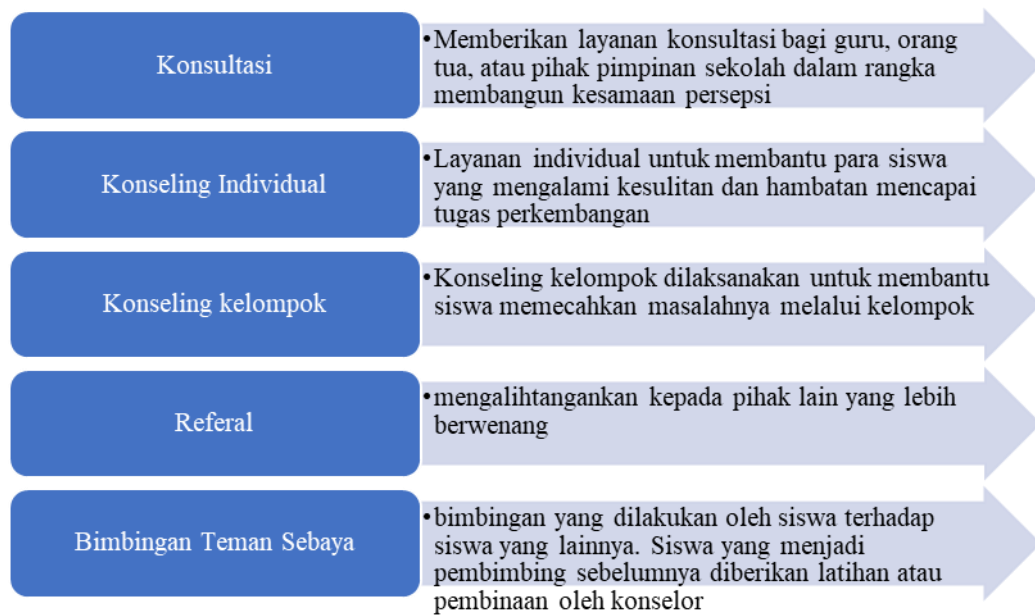 Konsultasi
•Memberikan layanan konsultasi bagi guru, orang
tua, atau pihak pimpinan sekolah dalam rangka
membangun kesamaan persepsi
Konseling Individual
•Layanan individual untuk membantu para siswa
yang mengalami kesulitan dan hambatan mencapai
tugas perkembangan
Konseling kelompok
•Konseling kelompok dilaksanakan untuk membantu
siswa memecahkan masalahnya melalui kelompok
Referal
•mengalihtangankan kepada pihak lain yang lebih
berwenang
Bimbingan Teman Sebaya
•bimbingan yang dilakukan oleh siswa terhadap
siswa yang lainnya. Siswa yang menjadi
pembimbing sebelumnya diberikan latihan atau
pembinaan oleh konselor